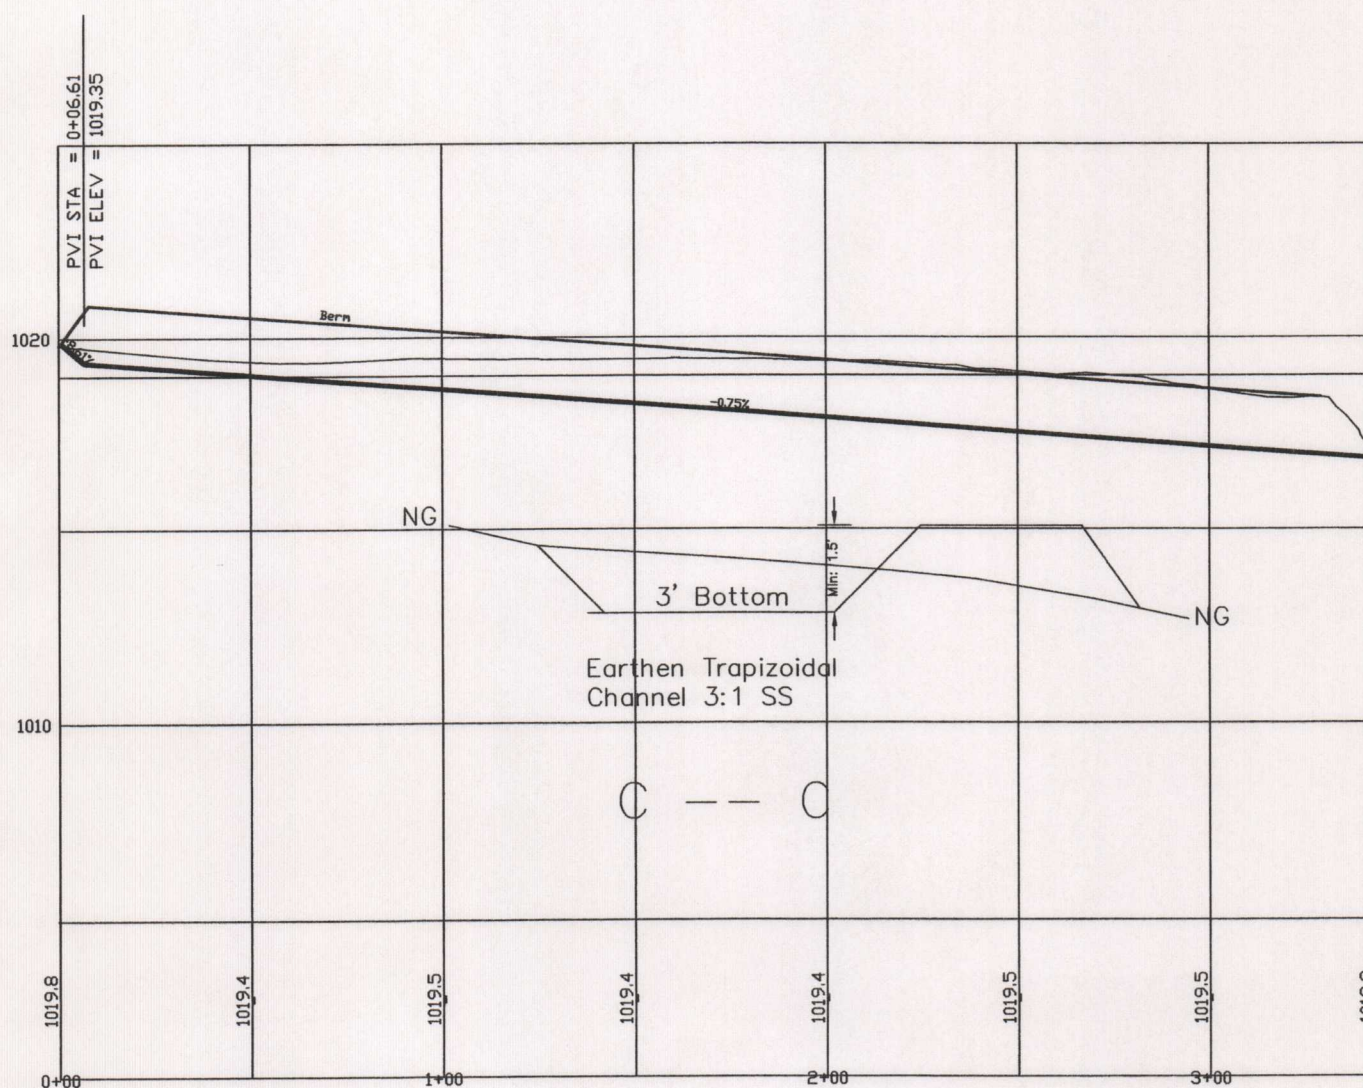 PVI STA = 0+06.61
PVI ELEV = 1019.35
Berm
1020
-0.75%
NG
Min: 1.5'
3' Bottom
NG
Earthen Trapizoidal
Channel 3:1 SS
1010
C -- C
1019.8
1019.4
1019.5
1019.4
1019.4
1019.5
1019.5
0+00
1+00
2+00
3+00